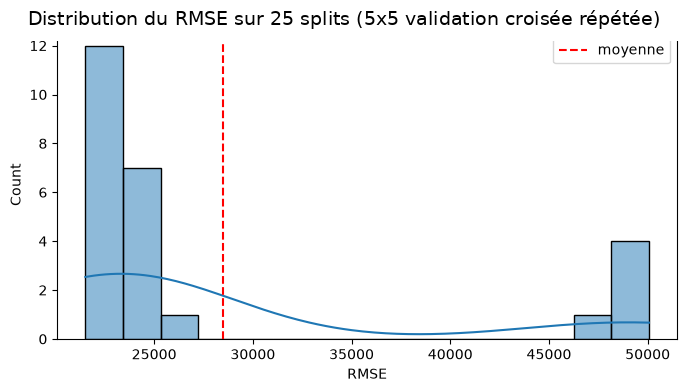 Distribution du RMSE sur 25 splits (5x5 validation croisée répétée)
moyenne
12
10
8
6
4
2
0
Count
25000 30000 35000 40000 45000 50000
RMSE